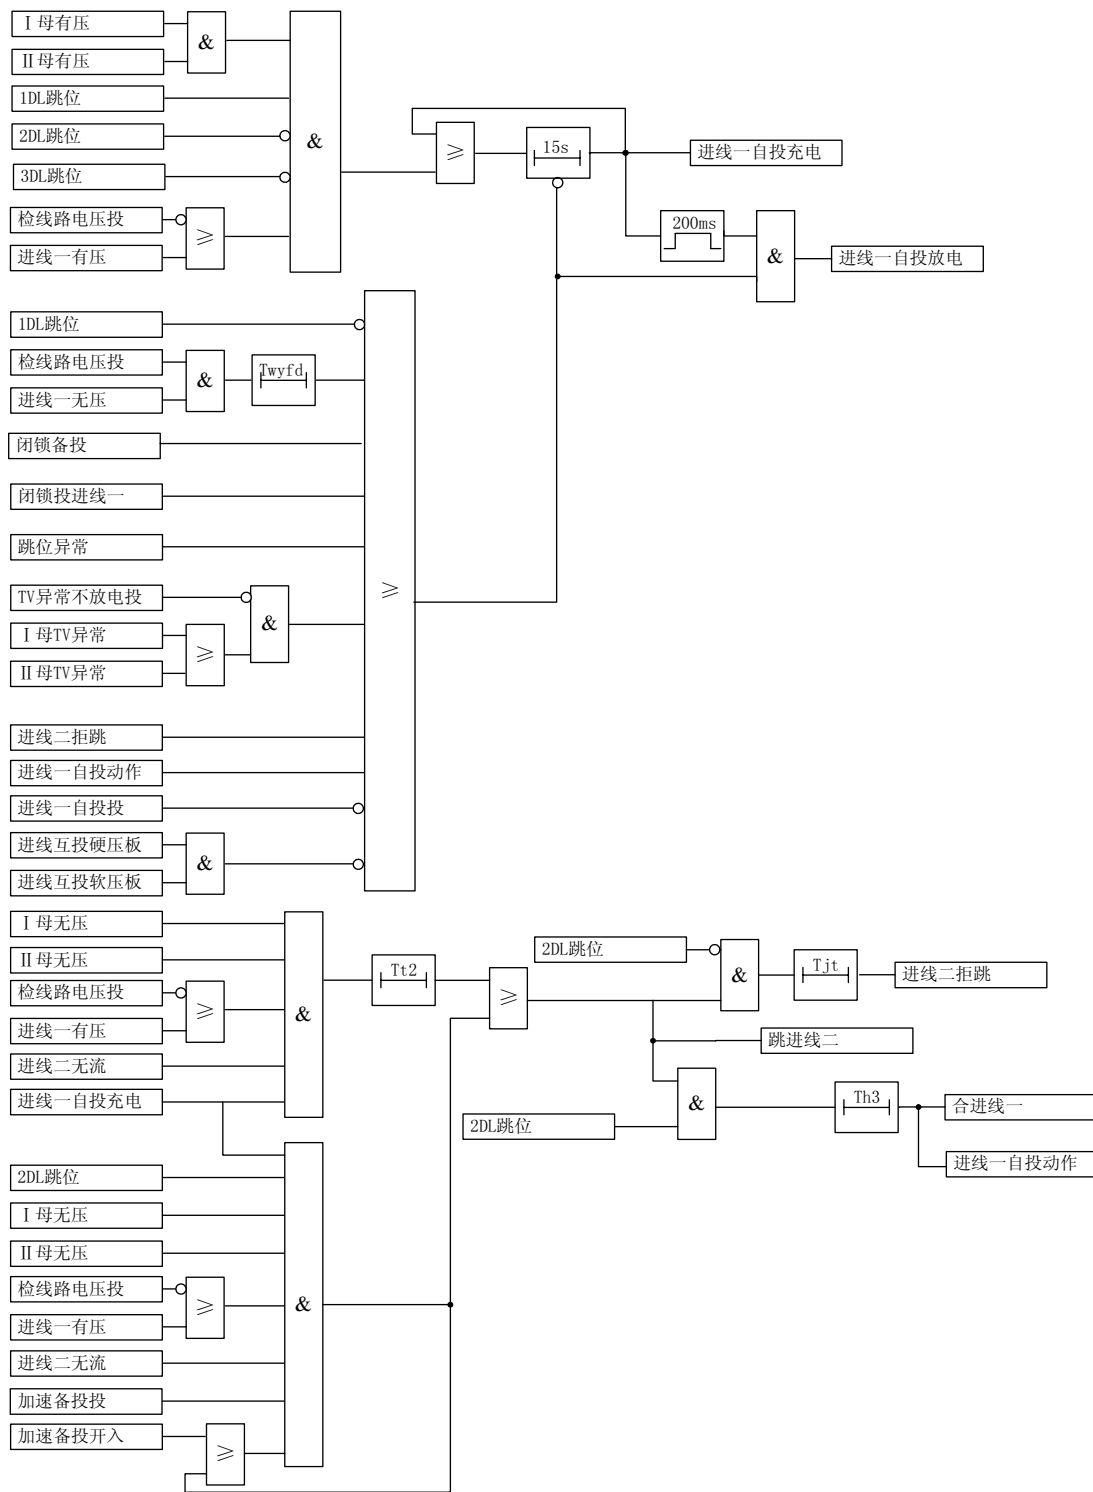 Ⅰ母有压
&
Ⅱ母有压
1DL跳位
2DL跳位
&
3DL跳位
≥
15s
进线一自投充电
检线路电压投
≥
进线一有压
200ms
&
进线一自投放电
1DL跳位
检线路电压投
&
Twyfd
进线一无压
闭锁备投
闭锁投进线一
跳位异常
≥
TV异常不放电投
&
Ⅰ母TV异常
≥
Ⅱ母TV异常
进线二拒跳
进线一自投动作
进线一自投投
进线互投硬压板
&
进线互投软压板
Ⅰ母无压
Ⅱ母无压
检线路电压投
≥
进线一有压
进线二无流
进线一自投充电
&
Tt2
≥
2DL跳位
&
Tjt
进线二拒跳
跳进线二
2DL跳位
&
Th3
合进线一
进线一自投动作
2DL跳位
Ⅰ母无压
Ⅱ母无压
检线路电压投
≥
进线一有压
&
进线二无流
加速备投投
加速备投开入
≥